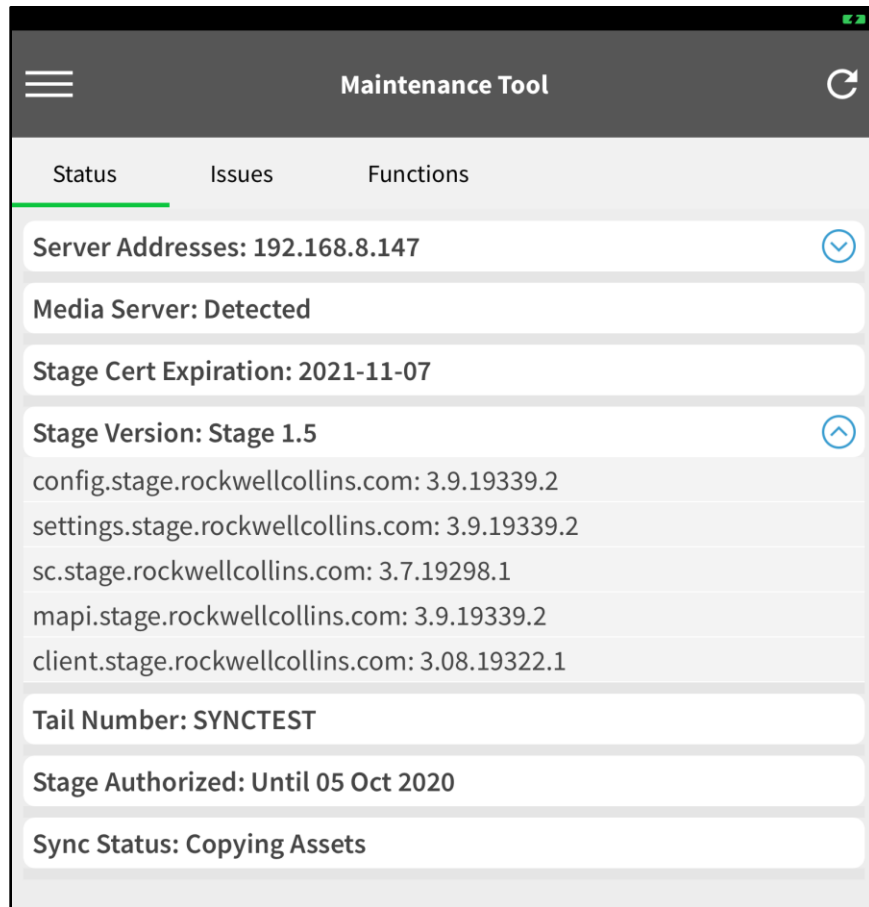 Maintenance Tool
Status Issues Functions
Server Addresses: 192.168.8.147
Media Server: Detected
Stage Cert Expiration: 2021-11-07
Stage Version: Stage 1.5
config.stage.rockwellcollins.com: 3.9.19339.2
settings.stage.rockwellcollins.com: 3.9.19339.2
sc.stage.rockwellcollins.com: 3.7.19298.1
mapi.stage.rockwellcollins.com: 3.9.19339.2
client.stage.rockwellcollins.com: 3.08.19322.1
Tail Number: SYNCTEST
Stage Authorized: Until 05 Oct 2020
Sync Status: Copying Assets